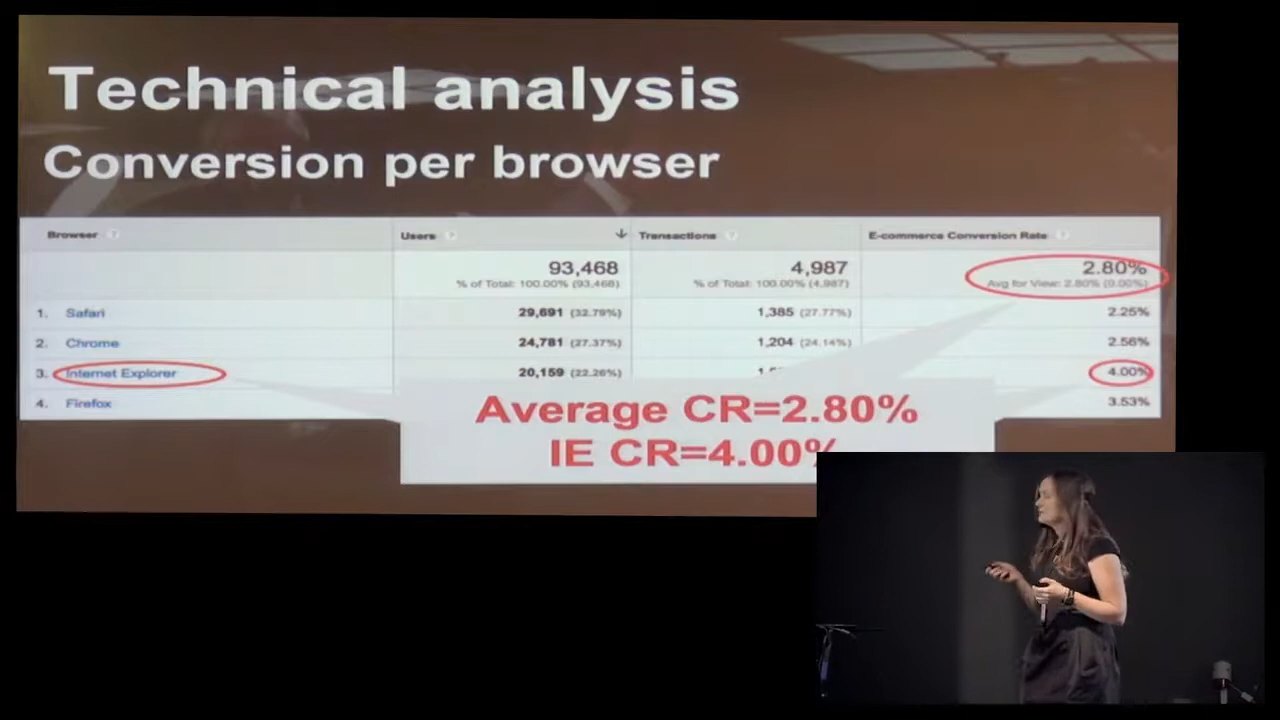 Technical analysis
Conversion per browser
Browser Users Transactions E-commerce Conversion Rate
93,468 4,987 2.80%
% of Total: 100.00% (93,468) % of Total: 100.00% (4,987) Avg for View: 2.80% (0.00%)
1. Safari 29,691 (32.79%) 1,385 (27.77%) 2.25%
2. Chrome 24,781 (27.37%) 1,204 (24.14%) 2.56%
3. Internet Explorer 20,159 (22.26%) 4.00%
4. Firefox 3.53%
Average CR=2.80%
IE CR=4.00%